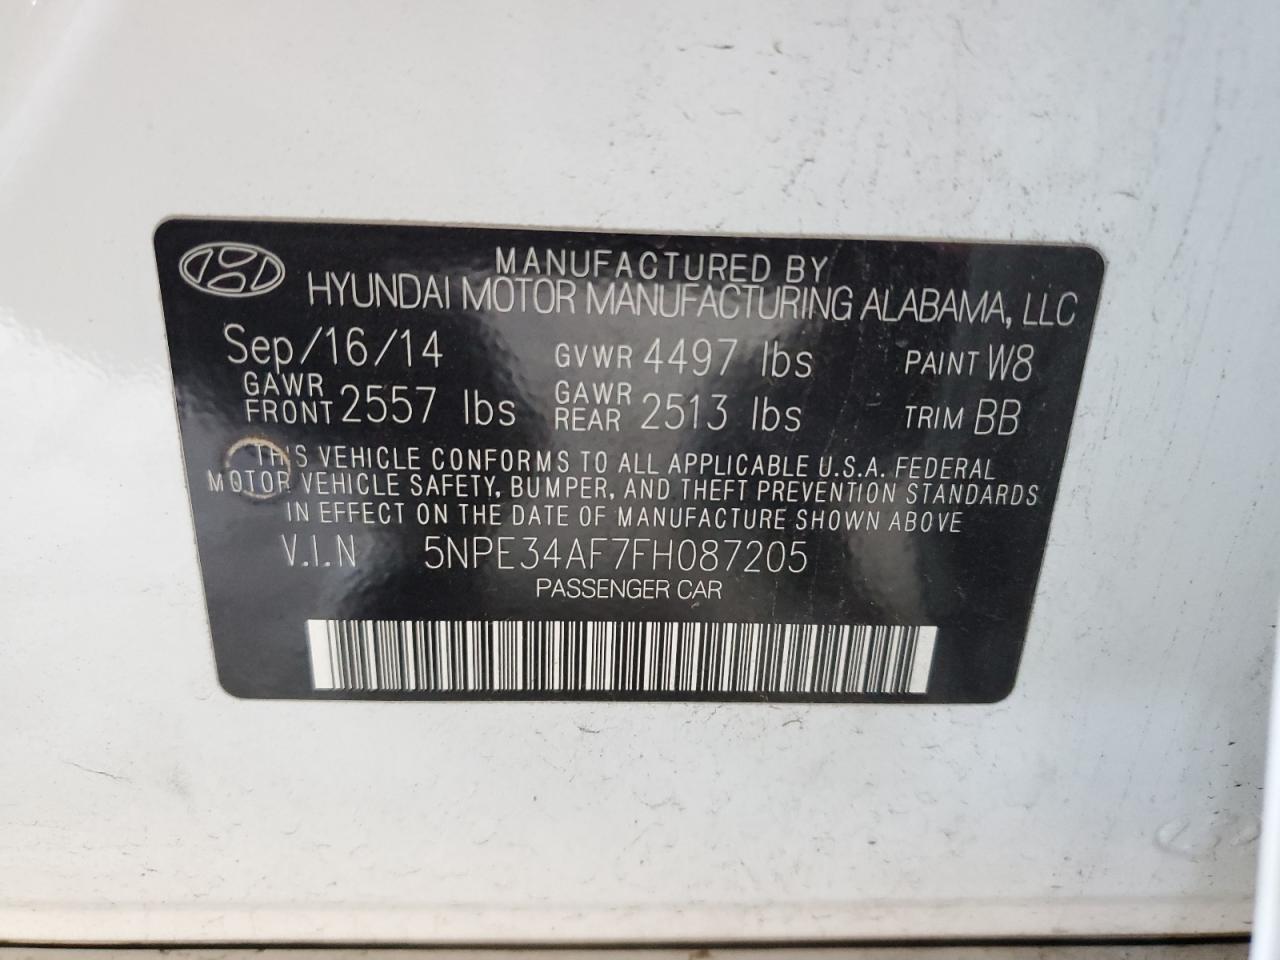 MANUFACTURED BY
HYUNDAI MOTOR MANUFACTURING ALABAMA, LLC
Sep/16/14 GVWR 4497 lbs PAINT W8
GAWR FRONT 2557 lbs GAWR REAR 2513 lbs TRIM BB
THIS VEHICLE CONFORMS TO ALL APPLICABLE U.S.A. FEDERAL
MOTOR VEHICLE SAFETY, BUMPER, AND THEFT PREVENTION STANDARDS
IN EFFECT ON THE DATE OF MANUFACTURE SHOWN ABOVE
V.I.N 5NPE34AF7FH087205
PASSENGER CAR